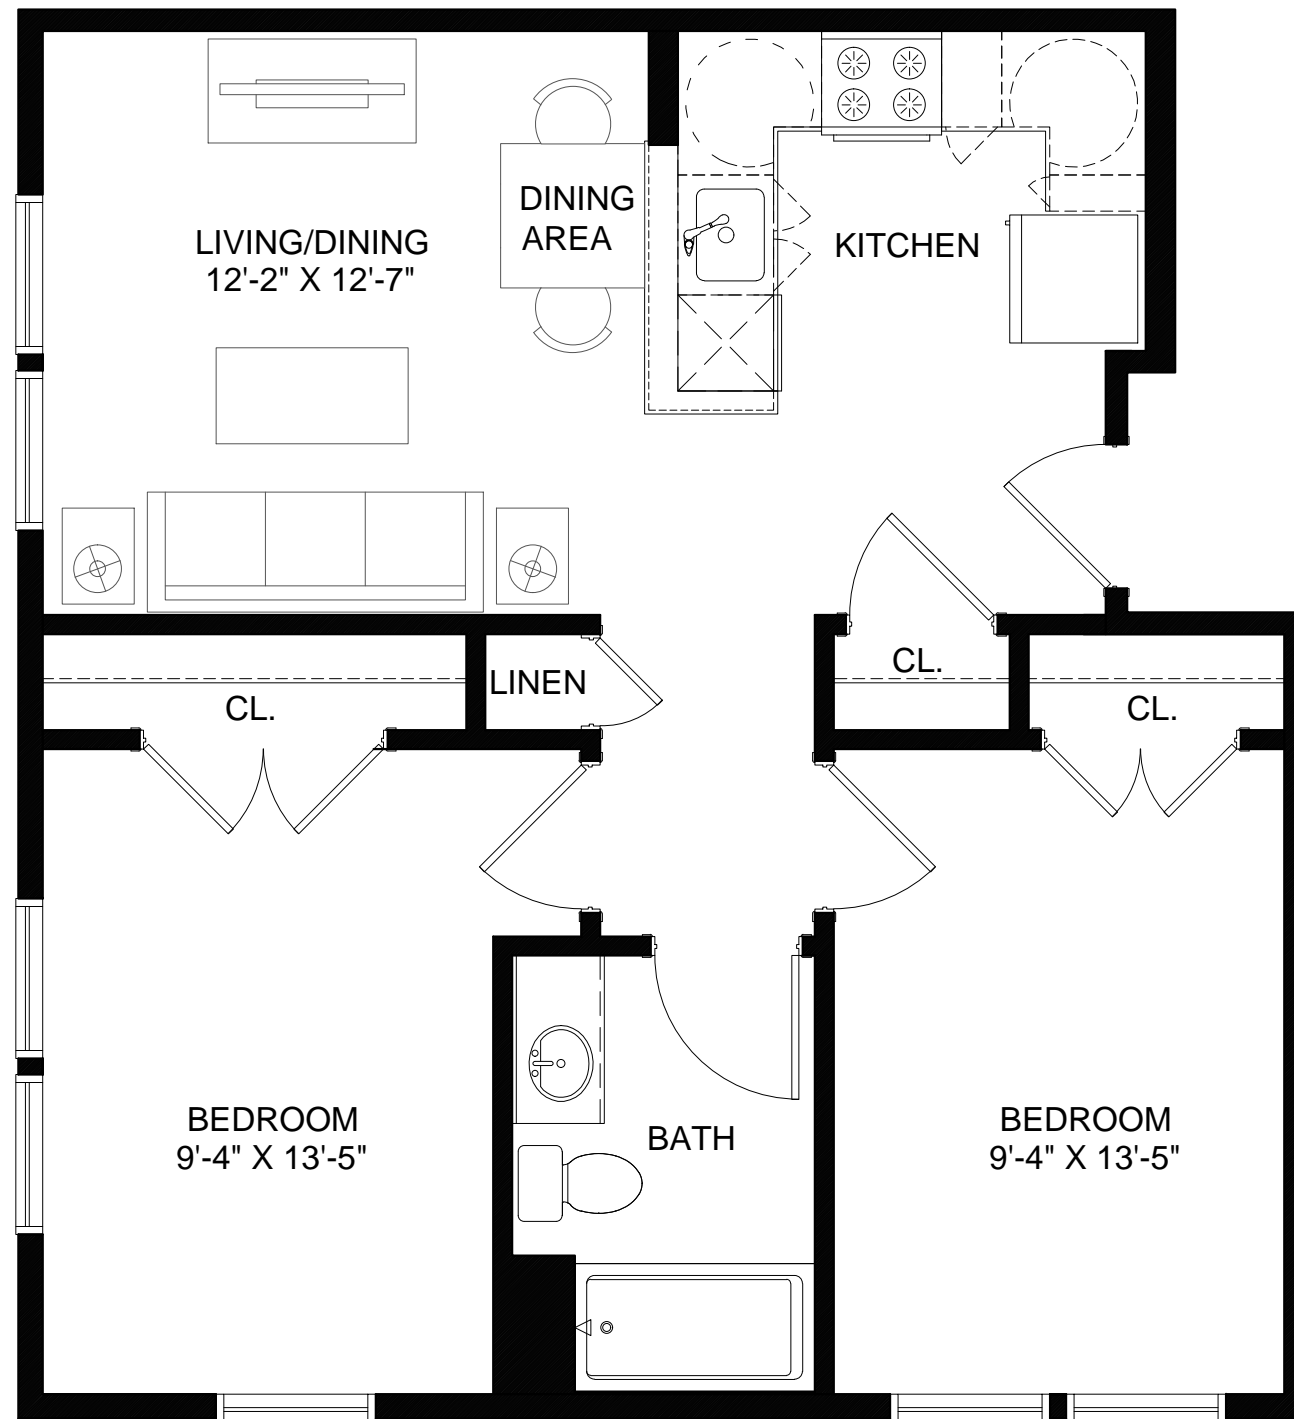 DINING
AREA
LIVING/DINING
12'-2" X 12'-7"
KITCHEN
CL.
LINEN
CL.
CL.
BEDROOM
9'-4" X 13'-5"
BATH
BEDROOM
9'-4" X 13'-5"